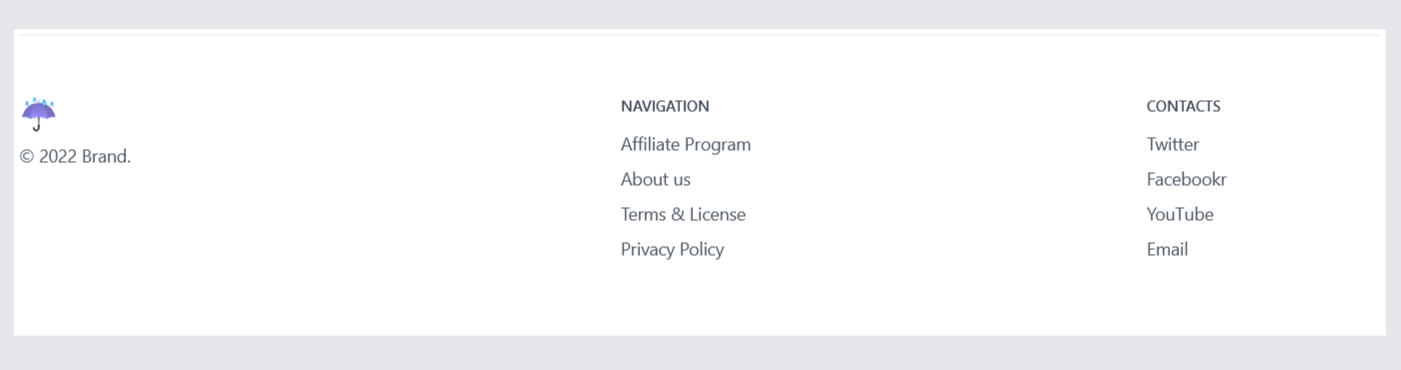 © 2022 Brand.
NAVIGATION
Affiliate Program
About us
Terms & License
Privacy Policy
CONTACTS
Twitter
Facebookr
YouTube
Email